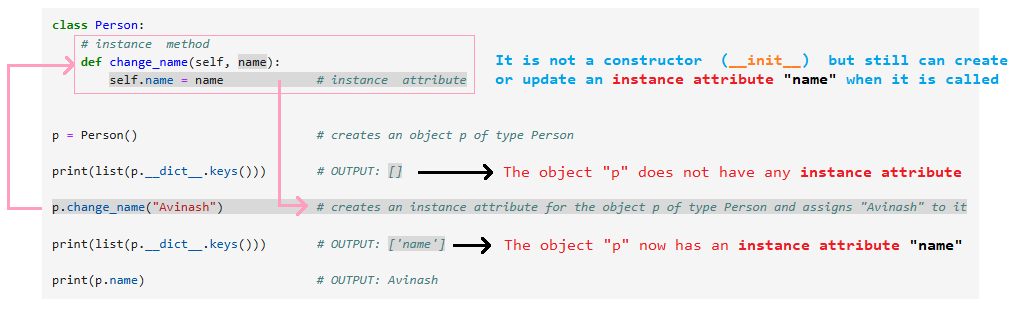 class Person:
# instance  method
def change_name(self, name):
self.name = name # instance  attribute
It is not a constructor  (__init__)  but still can create
or update an instance attribute "name" when it is called
p = Person() # creates an object p of type Person
print(list(p.__dict__.keys())) # OUTPUT: [] The object "p" does not have any instance attribute
p.change_name("Avinash") # creates an instance attribute for the object p of type Person and assigns "Avinash" to it
print(list(p.__dict__.keys())) # OUTPUT: ['name'] The object "p" now has an instance attribute "name"
print(p.name) # OUTPUT: Avinash